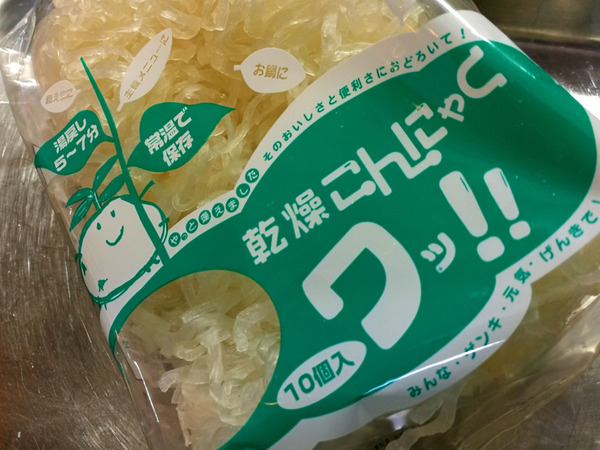 お鍋に
湯戻し
5〜7分
常温で
保存
やっと逢えました そのおいしさと便利さにおどろいて!
乾燥こんにゃく
ワッ!!
10個入
みんな・ゲンキ・元気・げんきで!